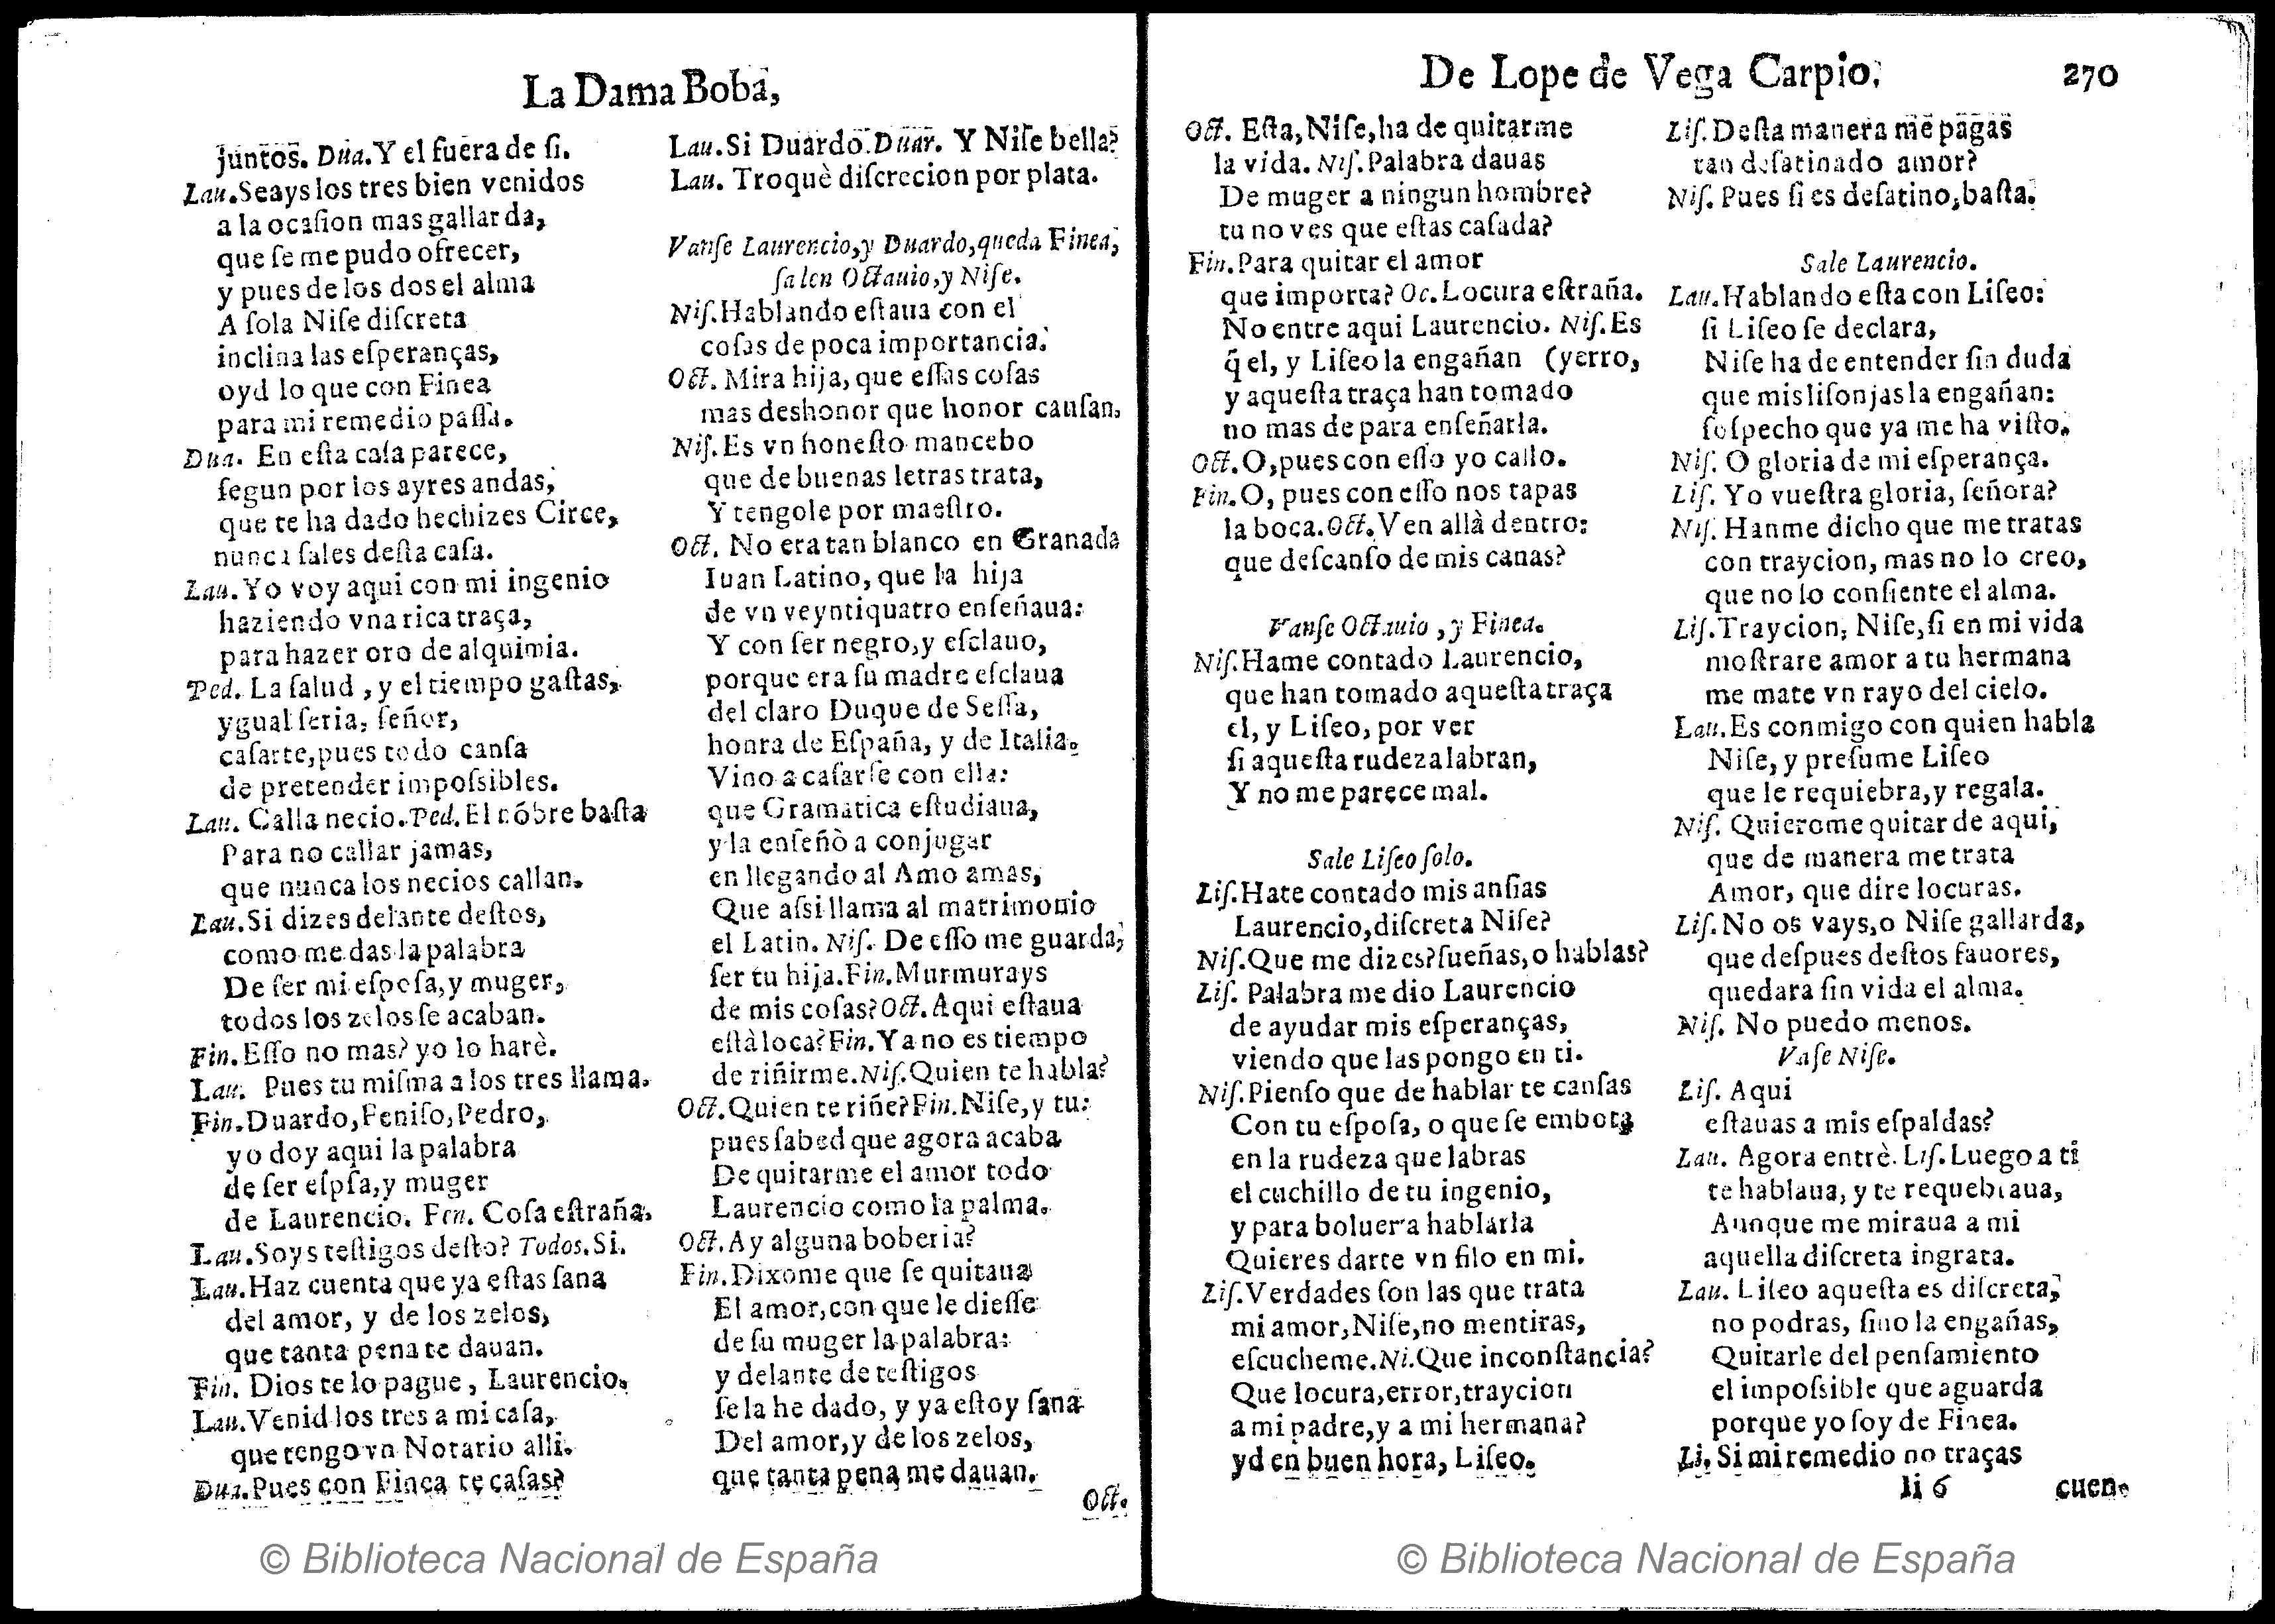 La Dama Boba,
juntos. Dua. Y el fuera de ſi.
Lau. Seays los tres bien venidos
a la ocaſion mas gallarda,
que ſe me pudo ofrecer,
y pues de los dos el alma
A ſola Niſe diſcreta
inclina las eſperanças,
oyd lo que con Finea
para mi remedio paſſa.
Dua. En eſta caſa parece,
ſegun por los ayres andas,
que te ha dado hechizes Circe,
nunca ſales deſta caſa.
Lau. Yo voy aqui con mi ingenio
haziendo vna rica traça,
para hazer oro de alquimia.
Ped. La ſalud, y el tiempo gaſtas,
ygual ſeria, ſeñor,
caſarte, pues todo canſa
de pretender impoſsibles.
Lau. Calla necio. Ped. El nõbre baſta
Para no callar jamas,
que nunca los necios callan.
Lau. Si dizes delante deſtos,
como me das la palabra
De ſer mi eſpoſa, y muger,
todos los zelos ſe acaban.
Fin. Eſſo no mas? yo lo harè.
Lau. Pues tu miſma a los tres llama.
Fin. Duardo, Feniſo, Pedro,
yo doy aqui la palabra
de ſer eſpſa, y muger
de Laurencio. Fen. Coſa eſtraña.
Lau. Soys teſtigos deſto? Todos. Si.
Lau. Haz cuenta que ya eſtas ſana
del amor, y de los zelos,
que tanta pena te dauan.
Fin. Dios te lo pague, Laurencio.
Lau. Venid los tres a mi caſa,
que tengo vn Notario alli.
Dua. Pues con Finea te caſas?
Lau. Si Duardo. Duar. Y Niſe bella?
Lau. Troquè diſcrecion por plata.
Vanſe Laurencio, y Duardo, queda Finea,
ſalen Octauio, y Niſe.
Niſ. Hablando eſtaua con el
coſas de poca importancia.
Oct. Mira hija, que eſſas coſas
mas deshonor que honor cauſan.
Niſ. Es vn honeſto mancebo
que de buenas letras trata,
Y tengole por maeſtro.
Oct. No era tan blanco en Granada
Iuan Latino, que la hija
de vn veyntiquatro enſeñaua:
Y con ſer negro, y eſclauo,
porque era ſu madre eſclaua
del claro Duque de Seſſa,
honra de Eſpaña, y de Italia.
Vino a caſarſe con ella:
que Gramatica eſtudiaua,
y la enſeñò a conjugar
en llegando al Amo amas,
Que aſsi llama al matrimonio
el Latin. Niſ. De eſſo me guarda,
ſer tu hija. Fin. Murmurays
de mis coſas? Oct. Aqui eſtaua
eſtà loca? Fin. Ya no es tiempo
de riñirme. Niſ. Quien te habla?
Oct. Quien te riñe? Fin. Niſe, y tu:
pues ſabed que agora acaba
De quitarme el amor todo
Laurencio como la palma.
Oct. Ay alguna boberia?
Fin. Dixome que ſe quitaua
El amor, con que le dieſſe
de ſu muger la palabra:
y delante de teſtigos
ſe la he dado, y ya eſtoy ſana
Del amor, y de los zelos,
que tanta pena me dauan.
Oct.
De Lope de Vega Carpio. 270
Oct. Eſta, Niſe, ha de quitarme
la vida. Niſ. Palabra dauas
De muger a ningun hombre?
tu no ves que eſtas caſada?
Fin. Para quitar el amor
que importa? Oc. Locura eſtraña.
No entre aqui Laurencio. Niſ. Es
q̃ el, y Liſeo la engañan (yerro,
y aqueſta traça han tomado
no mas de para enſeñarla.
Oct. O, pues con eſſo yo callo.
Fin. O, pues con eſſo nos tapas
la boca. Oct. Ven allà dentro:
que deſcanſo de mis canas?
Vanſe Octauio, y Finea.
Niſ. Hame contado Laurencio,
que han tomado aqueſta traça
el, y Liſeo, por ver
ſi aqueſta rudeza labran,
Y no me parece mal.
Sale Liſeo ſolo.
Liſ. Hate contado mis anſias
Laurencio, diſcreta Niſe?
Niſ. Que me dizes? ſueñas, o hablas?
Liſ. Palabra me dio Laurencio
de ayudar mis eſperanças,
viendo que las pongo en ti.
Niſ. Pienſo que de hablar te canſas
Con tu eſpoſa, o que ſe embota
en la rudeza que labras
el cuchillo de tu ingenio,
y para boluer a hablarla
Quieres darte vn filo en mi.
Liſ. Verdades ſon las que trata
mi amor, Niſe, no mentiras,
eſcucheme. Ni. Que inconſtancia?
Que locura, error, traycion
a mi padre, y a mi hermana?
yd en buen hora, Liſeo.
Liſ. Deſta manera me pagas
tan deſatinado amor?
Niſ. Pues ſi es deſatino, baſta.
Sale Laurencio.
Lau. Hablando eſta con Liſeo:
ſi Liſeo ſe declara,
Niſe ha de entender ſin duda
que mis liſonjas la engañan:
ſoſpecho que ya me ha viſto.
Niſ. O gloria de mi eſperança.
Liſ. Yo vueſtra gloria, ſeñora?
Niſ. Hanme dicho que me tratas
con traycion, mas no lo creo,
que no lo conſiente el alma.
Liſ. Traycion, Niſe, ſi en mi vida
moſtrare amor a tu hermana
me mate vn rayo del cielo.
Lau. Es conmigo con quien habla
Niſe, y preſume Liſeo
que le requiebra, y regala.
Niſ. Quierome quitar de aqui,
que de manera me trata
Amor, que dire locuras.
Liſ. No os vays, o Niſe gallarda,
que deſpues deſtos fauores,
quedara ſin vida el alma.
Niſ. No puedo menos.
Vaſe Niſe.
Liſ. Aqui
eſtauas a mis eſpaldas?
Lau. Agora entrè. Liſ. Luego a ti
te hablaua, y te requebraua,
Aunque me miraua a mi
aquella diſcreta ingrata.
Lau. Liſeo aqueſta es diſcreta,
no podras, ſino la engañas,
Quitarle del penſamiento
el impoſsible que aguarda
porque yo ſoy de Finea.
Li. Si mi remedio no traças
Ii 6 cuen-
© Biblioteca Nacional de España
© Biblioteca Nacional de España